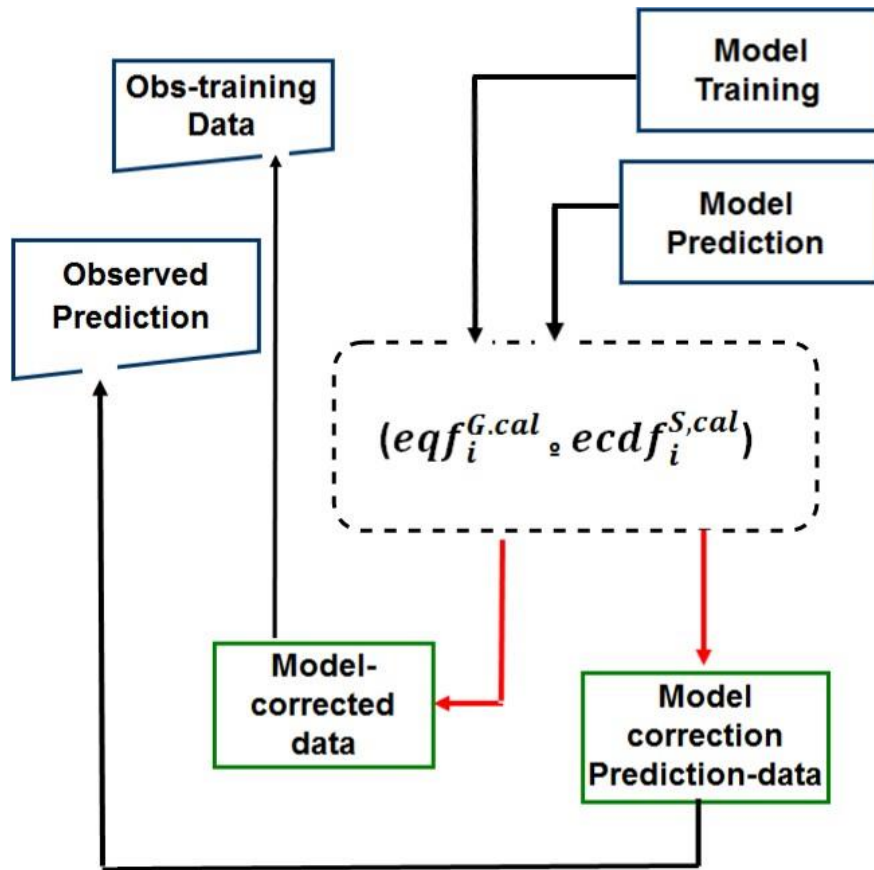 Model
Training
Obs-training
Data
Model
Prediction
Observed
Prediction
(eqf_i^{G.cal} ∘ ecdf_i^{S,cal})
Model-
corrected
data
Model
correction
Prediction-data